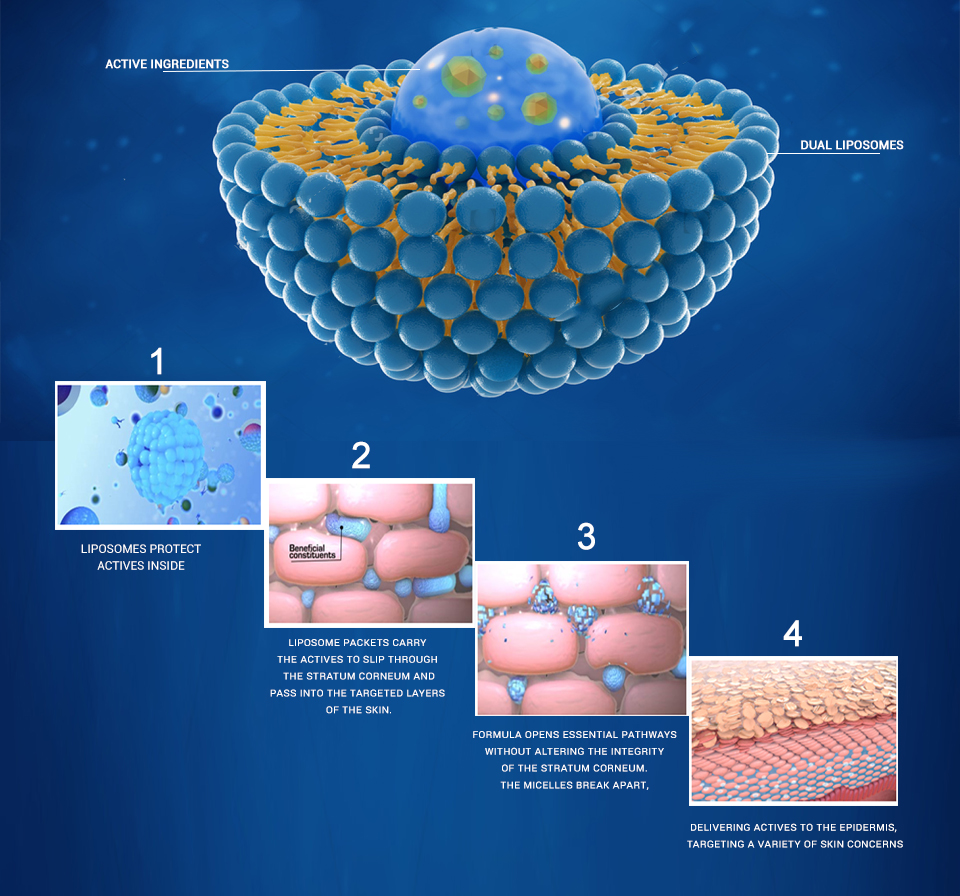 ACTIVE INGREDIENTS
DUAL LIPOSOMES
1
LIPOSOMES PROTECT
ACTIVES INSIDE
2
Beneficial
constituents
LIPOSOME PACKETS CARRY
THE ACTIVES TO SLIP THROUGH
THE STRATUM CORNEUM AND
PASS INTO THE TARGETED LAYERS
OF THE SKIN.
3
FORMULA OPENS ESSENTIAL PATHWAYS
WITHOUT ALTERING THE INTEGRITY
OF THE STRATUM CORNEUM.
THE MICELLES BREAK APART,
4
DELIVERING ACTIVES TO THE EPIDERMIS,
TARGETING A VARIETY OF SKIN CONCERNS